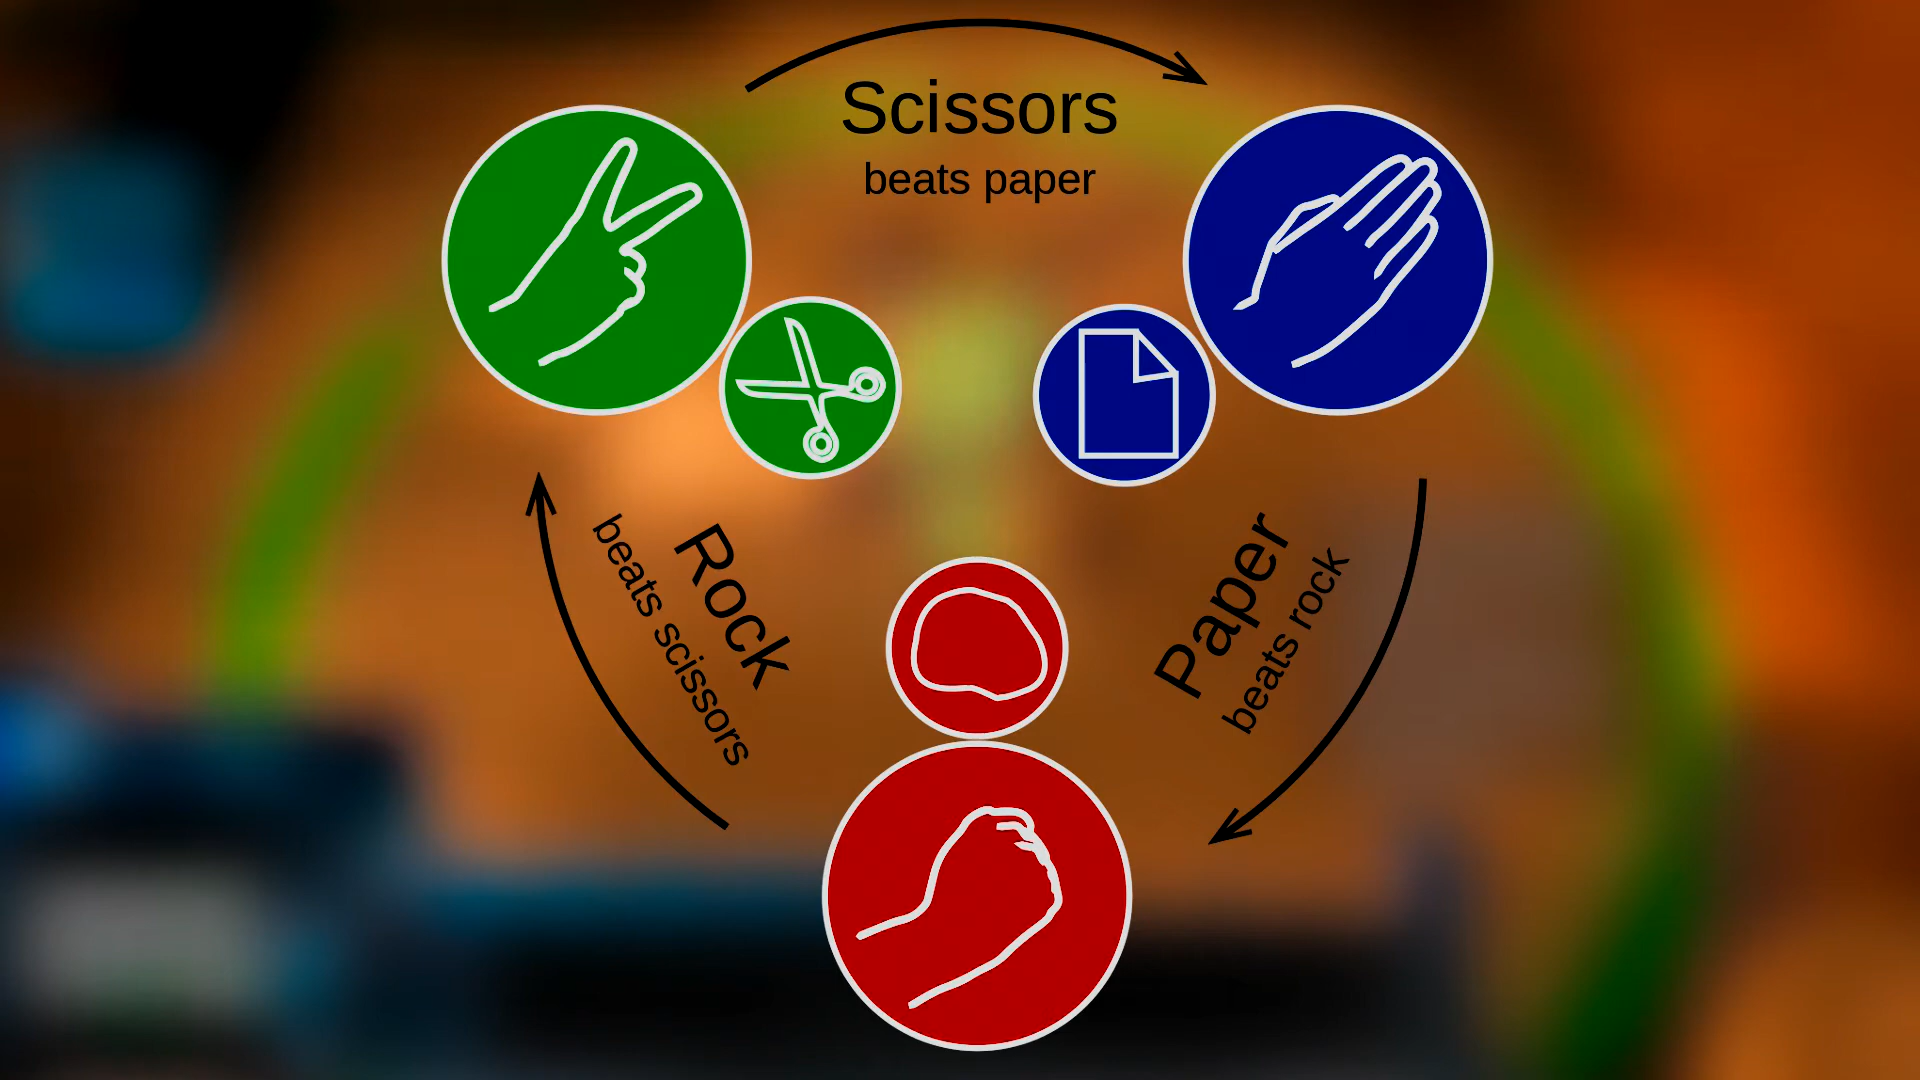 Scissors
beats paper
Rock
beats scissors
Paper
beats rock